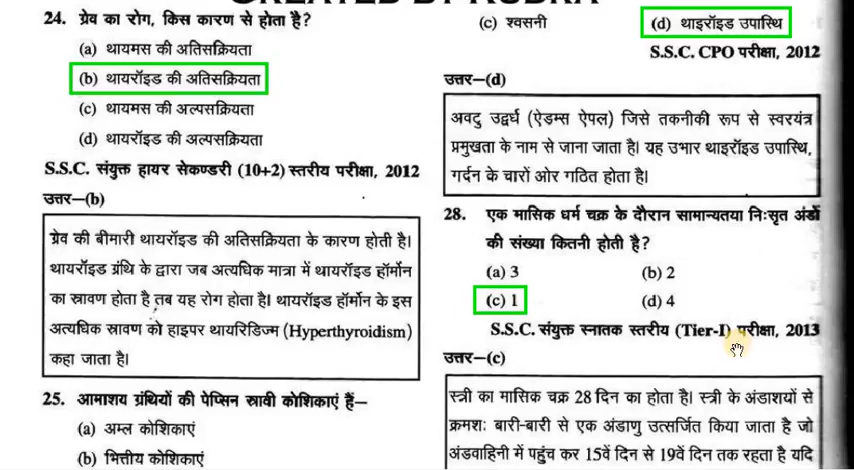 CREATED BY RUDRA
24. ग्रेव का रोग, किस कारण से होता है?
(a) थायमस की अतिसक्रियता
(b) थायरॉइड की अतिसक्रियता
(c) थायमस की अल्पसक्रियता
(d) थायरॉइड की अल्पसक्रियता
S.S.C. संयुक्त हायर सेकण्डरी (10+2) स्तरीय परीक्षा, 2012
उत्तर–(b)
ग्रेव की बीमारी थायरॉइड की अतिसक्रियता के कारण होती है।
थायरॉइड ग्रंथि के द्वारा जब अत्यधिक मात्रा में थायरॉइड हॉर्मोन
का स्रावण होता है तब यह रोग होता है। थायरॉइड हॉर्मोन के इस
अत्यधिक स्रावण को हाइपर थायरिडिज्म (Hyperthyroidism)
कहा जाता है।
25. आमाशय ग्रंथियों की पेप्सिन स्रावी कोशिकाएं हैं–
(a) अम्ल कोशिकाएं
(b) भित्तीय कोशिकाएं
(c) श्वसनी (d) थाइरॉइड उपास्थि
S.S.C. CPO परीक्षा, 2012
उत्तर–(d)
अवटु उद्वर्ध (ऐडम्स ऐपल) जिसे तकनीकी रूप से स्वरयंत्र
प्रमुखता के नाम से जाना जाता है। यह उभार थाइरॉइड उपास्थि,
गर्दन के चारों ओर गठित होता है।
28. एक मासिक धर्म चक्र के दौरान सामान्यतया निःसृत अंडों
की संख्या कितनी होती है?
(a) 3 (b) 2
(c) 1 (d) 4
S.S.C. संयुक्त स्नातक स्तरीय (Tier-I) परीक्षा, 2013
उत्तर–(c)
स्त्री का मासिक चक्र 28 दिन का होता है। स्त्री के अंडाशयों से
क्रमशः बारी-बारी से एक अंडाणु उत्सर्जित किया जाता है जो
अंडवाहिनी में पहुंच कर 15वें दिन से 19वें दिन तक रहता है यदि